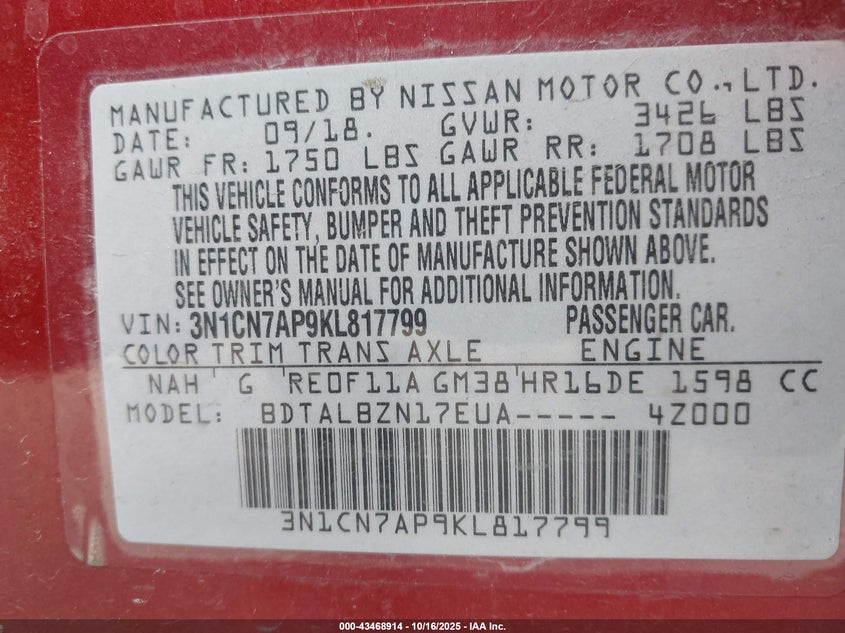 MANUFACTURED BY NISSAN MOTOR CO., LTD.
DATE: 09/18. GVWR: 3426 LBS
GAWR FR: 1750 LBS GAWR RR: 1708 LBS
THIS VEHICLE CONFORMS TO ALL APPLICABLE FEDERAL MOTOR
VEHICLE SAFETY, BUMPER AND THEFT PREVENTION STANDARDS
IN EFFECT ON THE DATE OF MANUFACTURE SHOWN ABOVE.
SEE OWNER'S MANUAL FOR ADDITIONAL INFORMATION.
VIN: 3N1CN7AP9KL817799 PASSENGER CAR.
COLOR TRIM TRANS AXLE ENGINE
NAH G RE0F11A GM38 HR16DE 1598 CC
MODEL: BDTALBZN17EUA----- 4Z000
3N1CN7AP9KL817799
000-43468914 - 10/16/2025 - IAA Inc.